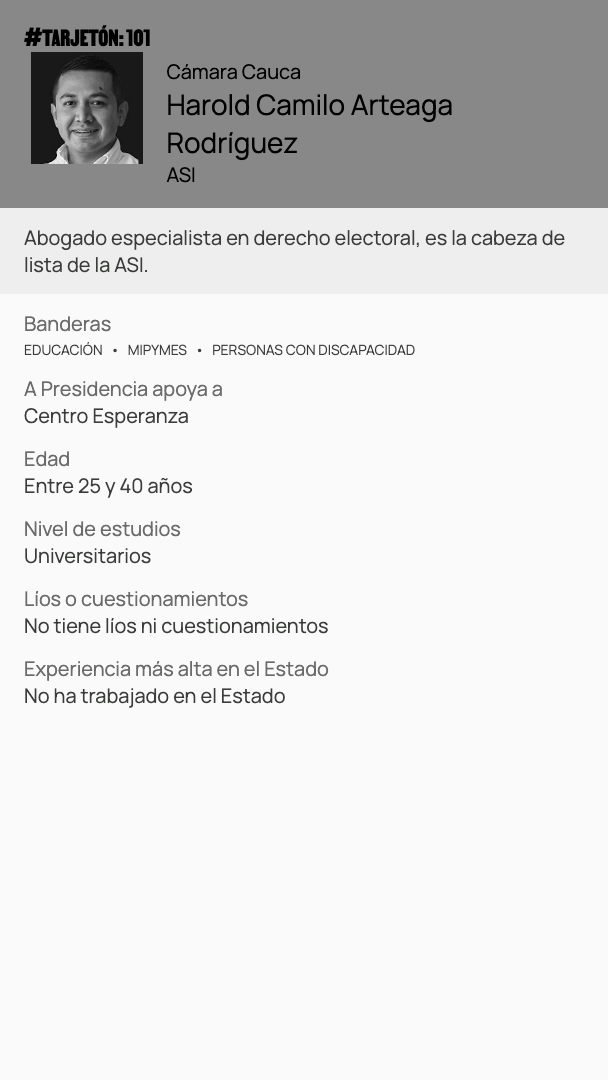 #TARJETÓN: 101
Cámara Cauca
Harold Camilo Arteaga
Rodríguez
ASI
Abogado especialista en derecho electoral, es la cabeza de
lista de la ASI.
Banderas
EDUCACIÓN • MIPYMES • PERSONAS CON DISCAPACIDAD
A Presidencia apoya a
Centro Esperanza
Edad
Entre 25 y 40 años
Nivel de estudios
Universitarios
Líos o cuestionamientos
No tiene líos ni cuestionamientos
Experiencia más alta en el Estado
No ha trabajado en el Estado